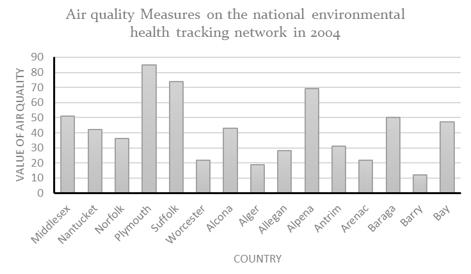 Air quality Measures on the national environmental
health tracking network in 2004
VALUE OF AIR QUALITY
90
80
70
60
50
40
30
20
10
0
Middlesex
Nantucket
Norfolk
Plymouth
Suffolk
Worcester
Alcona
Alger
Allegan
Alpena
Antrim
Arenac
Baraga
Barry
Bay
COUNTRY